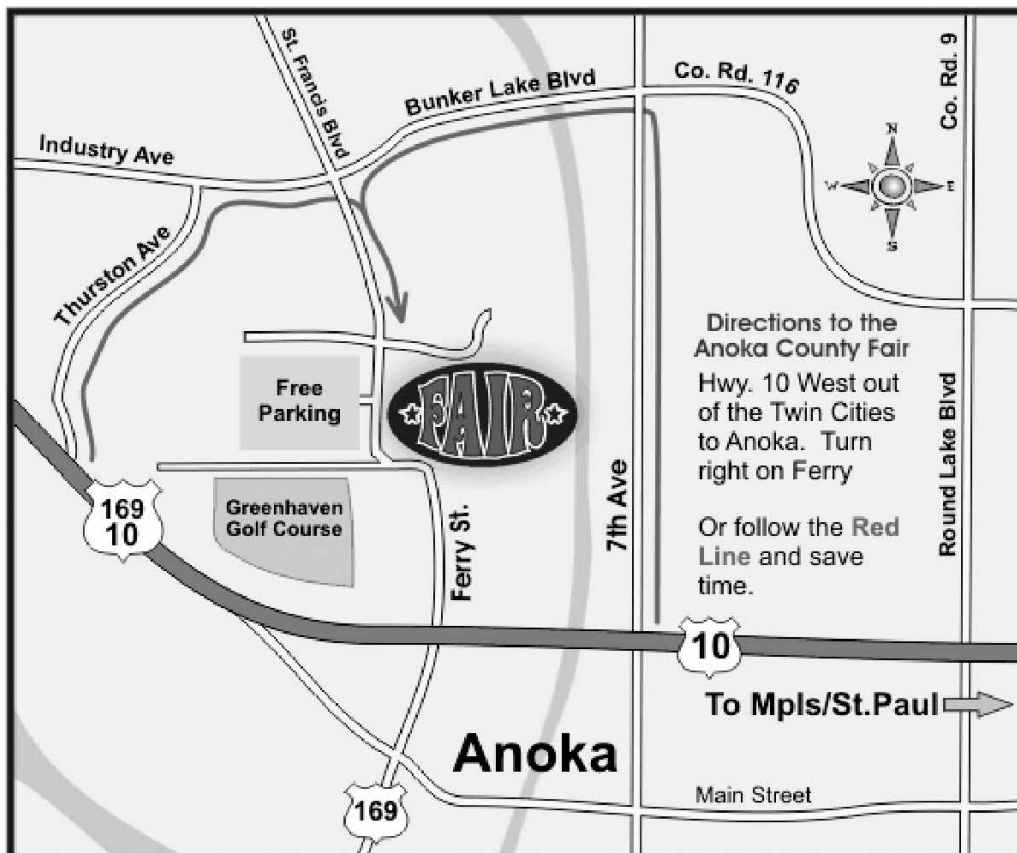 St. Francis Blvd
Bunker Lake Blvd
Co. Rd. 116
Co. Rd. 9
Industry Ave
N
W
E
S
Thurston Ave
Directions to the
Anoka County Fair
Hwy. 10 West out
of the Twin Cities
to Anoka. Turn
right on Ferry
Or follow the Red
Line and save
time.
Free
Parking
FAIR
Round Lake Blvd
7th Ave
169
10
Greenhaven
Golf Course
Ferry St.
10
To Mpls/St.Paul
Anoka
Main Street
169